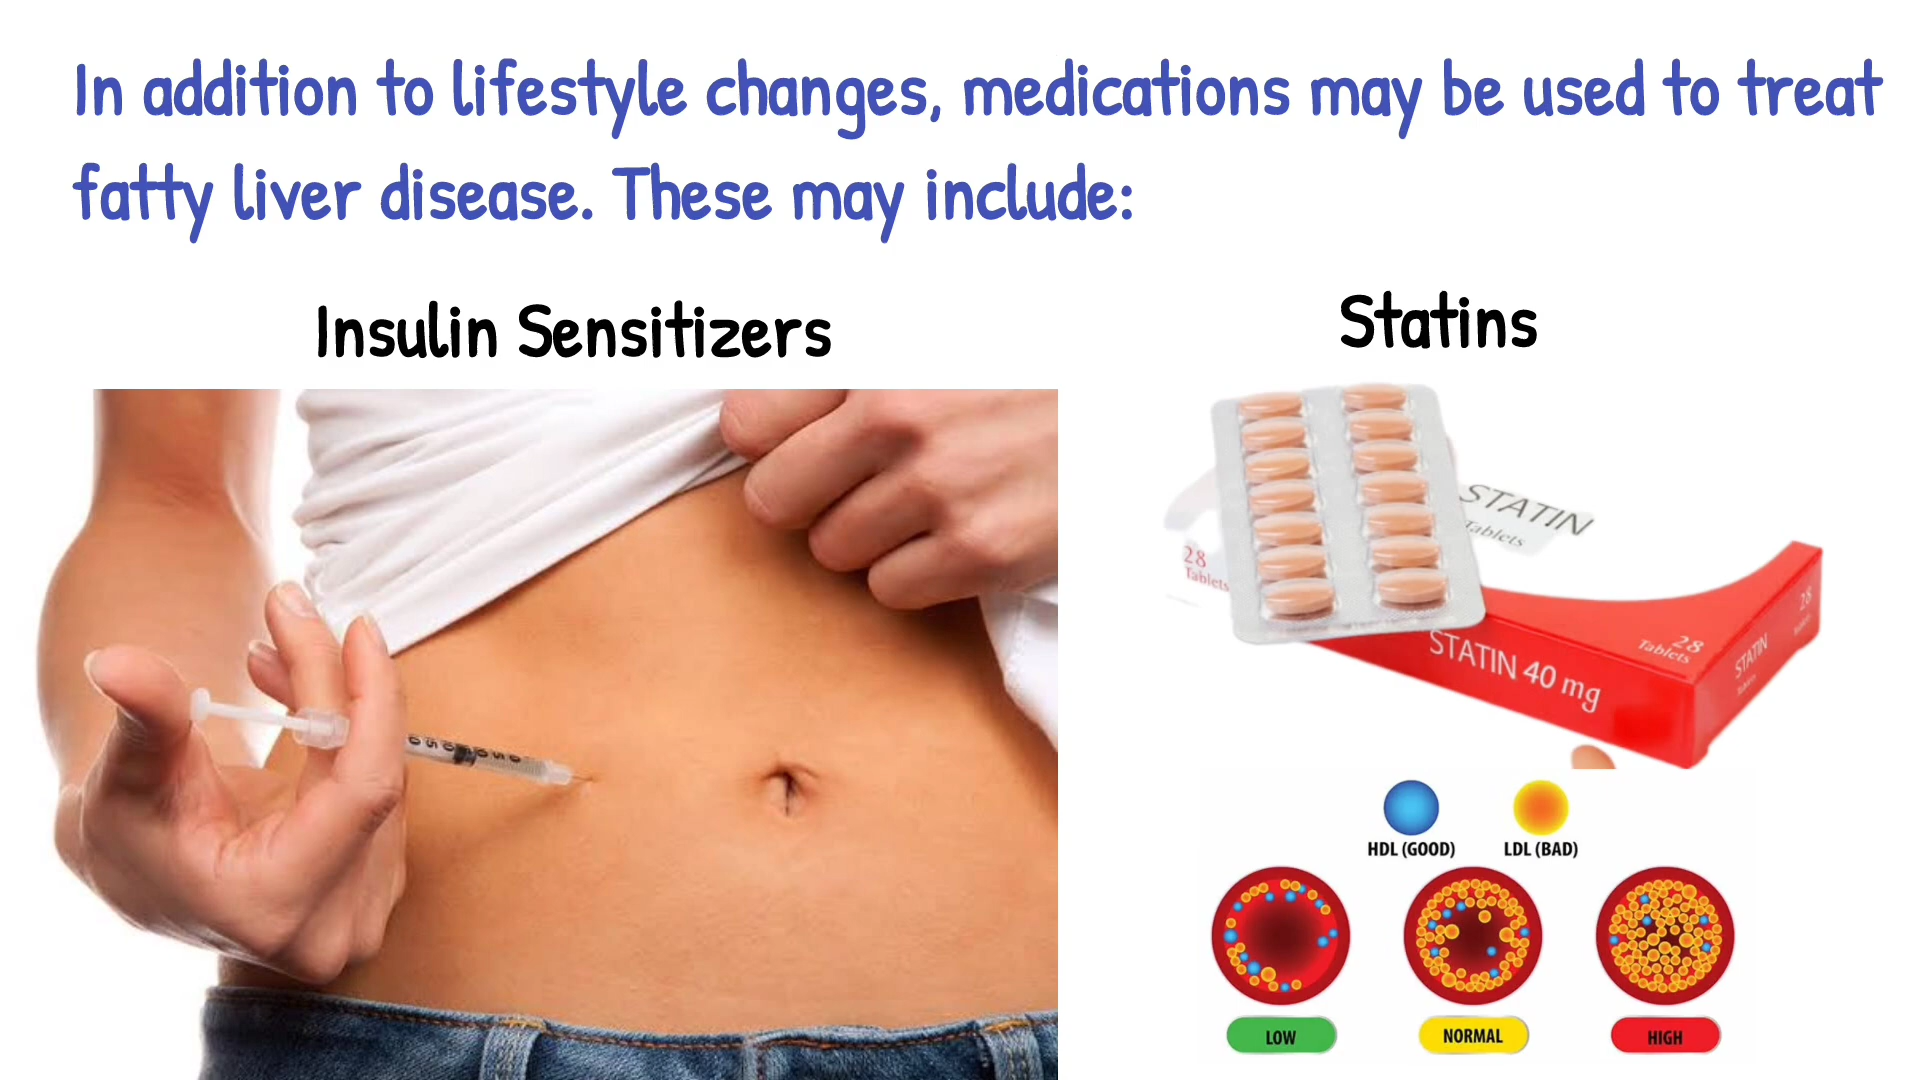 In addition to lifestyle changes, medications may be used to treat
fatty liver disease. These may include:
Insulin Sensitizers
Statins
STATIN
Tablets
28
Tablets
STATIN 40 mg
28
Tablets
STATIN
28
HDL (GOOD)
LDL (BAD)
LOW
NORMAL
HIGH